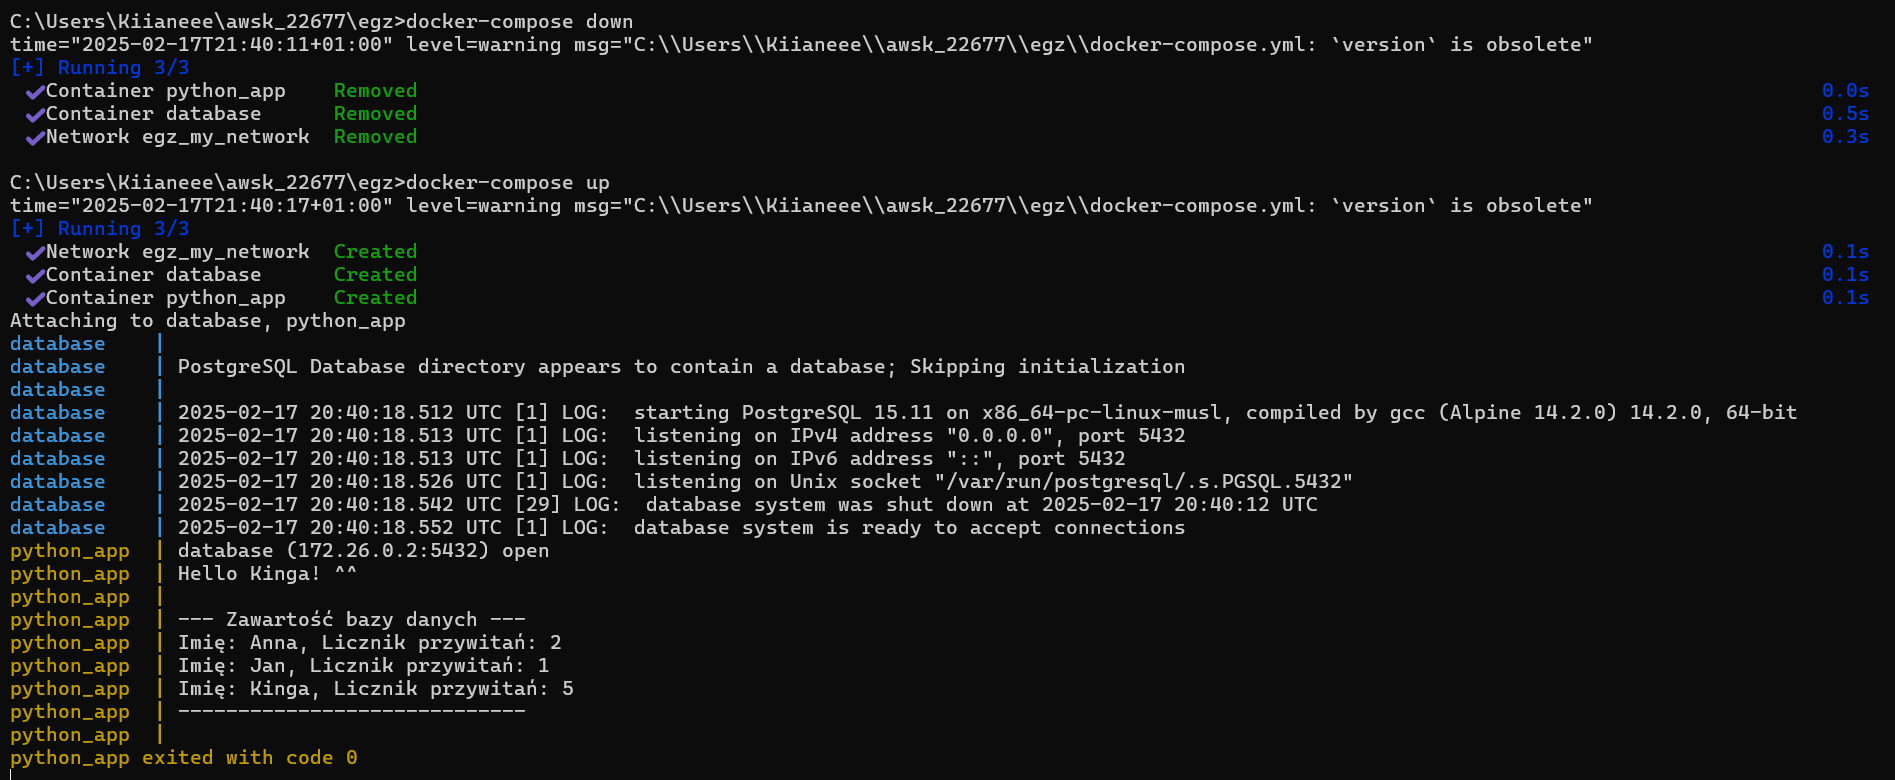 C:\Users\Kiianeee\awsk_22677\egz>docker-compose down
time="2025-02-17T21:40:11+01:00" level=warning msg="C:\\Users\\Kiianeee\\awsk_22677\\egz\\docker-compose.yml: `version` is obsolete"
[+] Running 3/3
✔Container python_app    Removed    0.0s
✔Container database      Removed    0.5s
✔Network egz_my_network  Removed    0.3s
C:\Users\Kiianeee\awsk_22677\egz>docker-compose up
time="2025-02-17T21:40:17+01:00" level=warning msg="C:\\Users\\Kiianeee\\awsk_22677\\egz\\docker-compose.yml: `version` is obsolete"
[+] Running 3/3
✔Network egz_my_network  Created    0.1s
✔Container database      Created    0.1s
✔Container python_app    Created    0.1s
Attaching to database, python_app
database    |
database    | PostgreSQL Database directory appears to contain a database; Skipping initialization
database    |
database    | 2025-02-17 20:40:18.512 UTC [1] LOG:  starting PostgreSQL 15.11 on x86_64-pc-linux-musl, compiled by gcc (Alpine 14.2.0) 14.2.0, 64-bit
database    | 2025-02-17 20:40:18.513 UTC [1] LOG:  listening on IPv4 address "0.0.0.0", port 5432
database    | 2025-02-17 20:40:18.513 UTC [1] LOG:  listening on IPv6 address "::", port 5432
database    | 2025-02-17 20:40:18.526 UTC [1] LOG:  listening on Unix socket "/var/run/postgresql/.s.PGSQL.5432"
database    | 2025-02-17 20:40:18.542 UTC [29] LOG:  database system was shut down at 2025-02-17 20:40:12 UTC
database    | 2025-02-17 20:40:18.552 UTC [1] LOG:  database system is ready to accept connections
python_app  | database (172.26.0.2:5432) open
python_app  | Hello Kinga! ^^
python_app  |
python_app  | --- Zawartość bazy danych ---
python_app  | Imię: Anna, Licznik przywitań: 2
python_app  | Imię: Jan, Licznik przywitań: 1
python_app  | Imię: Kinga, Licznik przywitań: 5
python_app  | -----------------------------
python_app  |
python_app exited with code 0